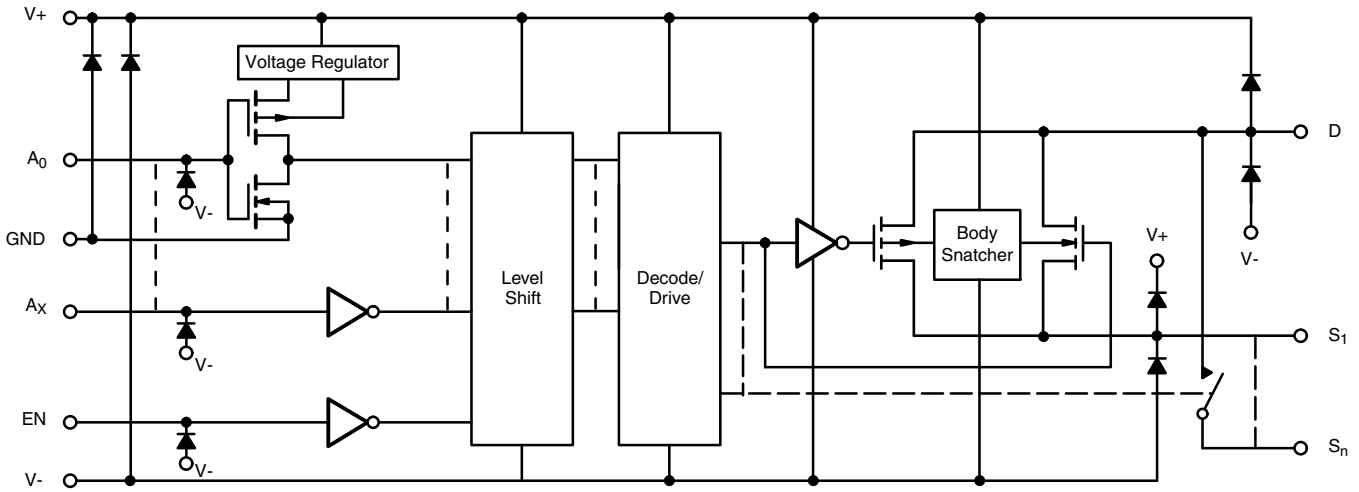 V+
Voltage Regulator
A0
V-
GND
AX
V-
EN
V-
V-
Level
Shift
Decode/
Drive
Body
Snatcher
V+
D
V-
S1
Sn